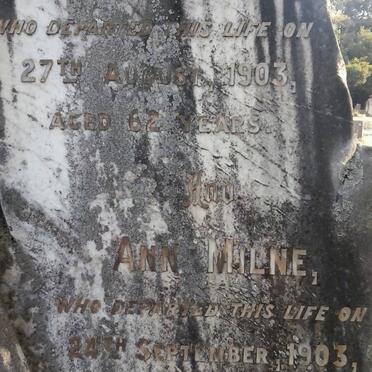 WHO DEPARTED THIS LIFE ON
27TH AUGUST, 1903,
AGED 62 YEARS.
And
ANN MILNE,
WHO DEPARTED THIS LIFE ON
24TH SEPTEMBER, 1903,